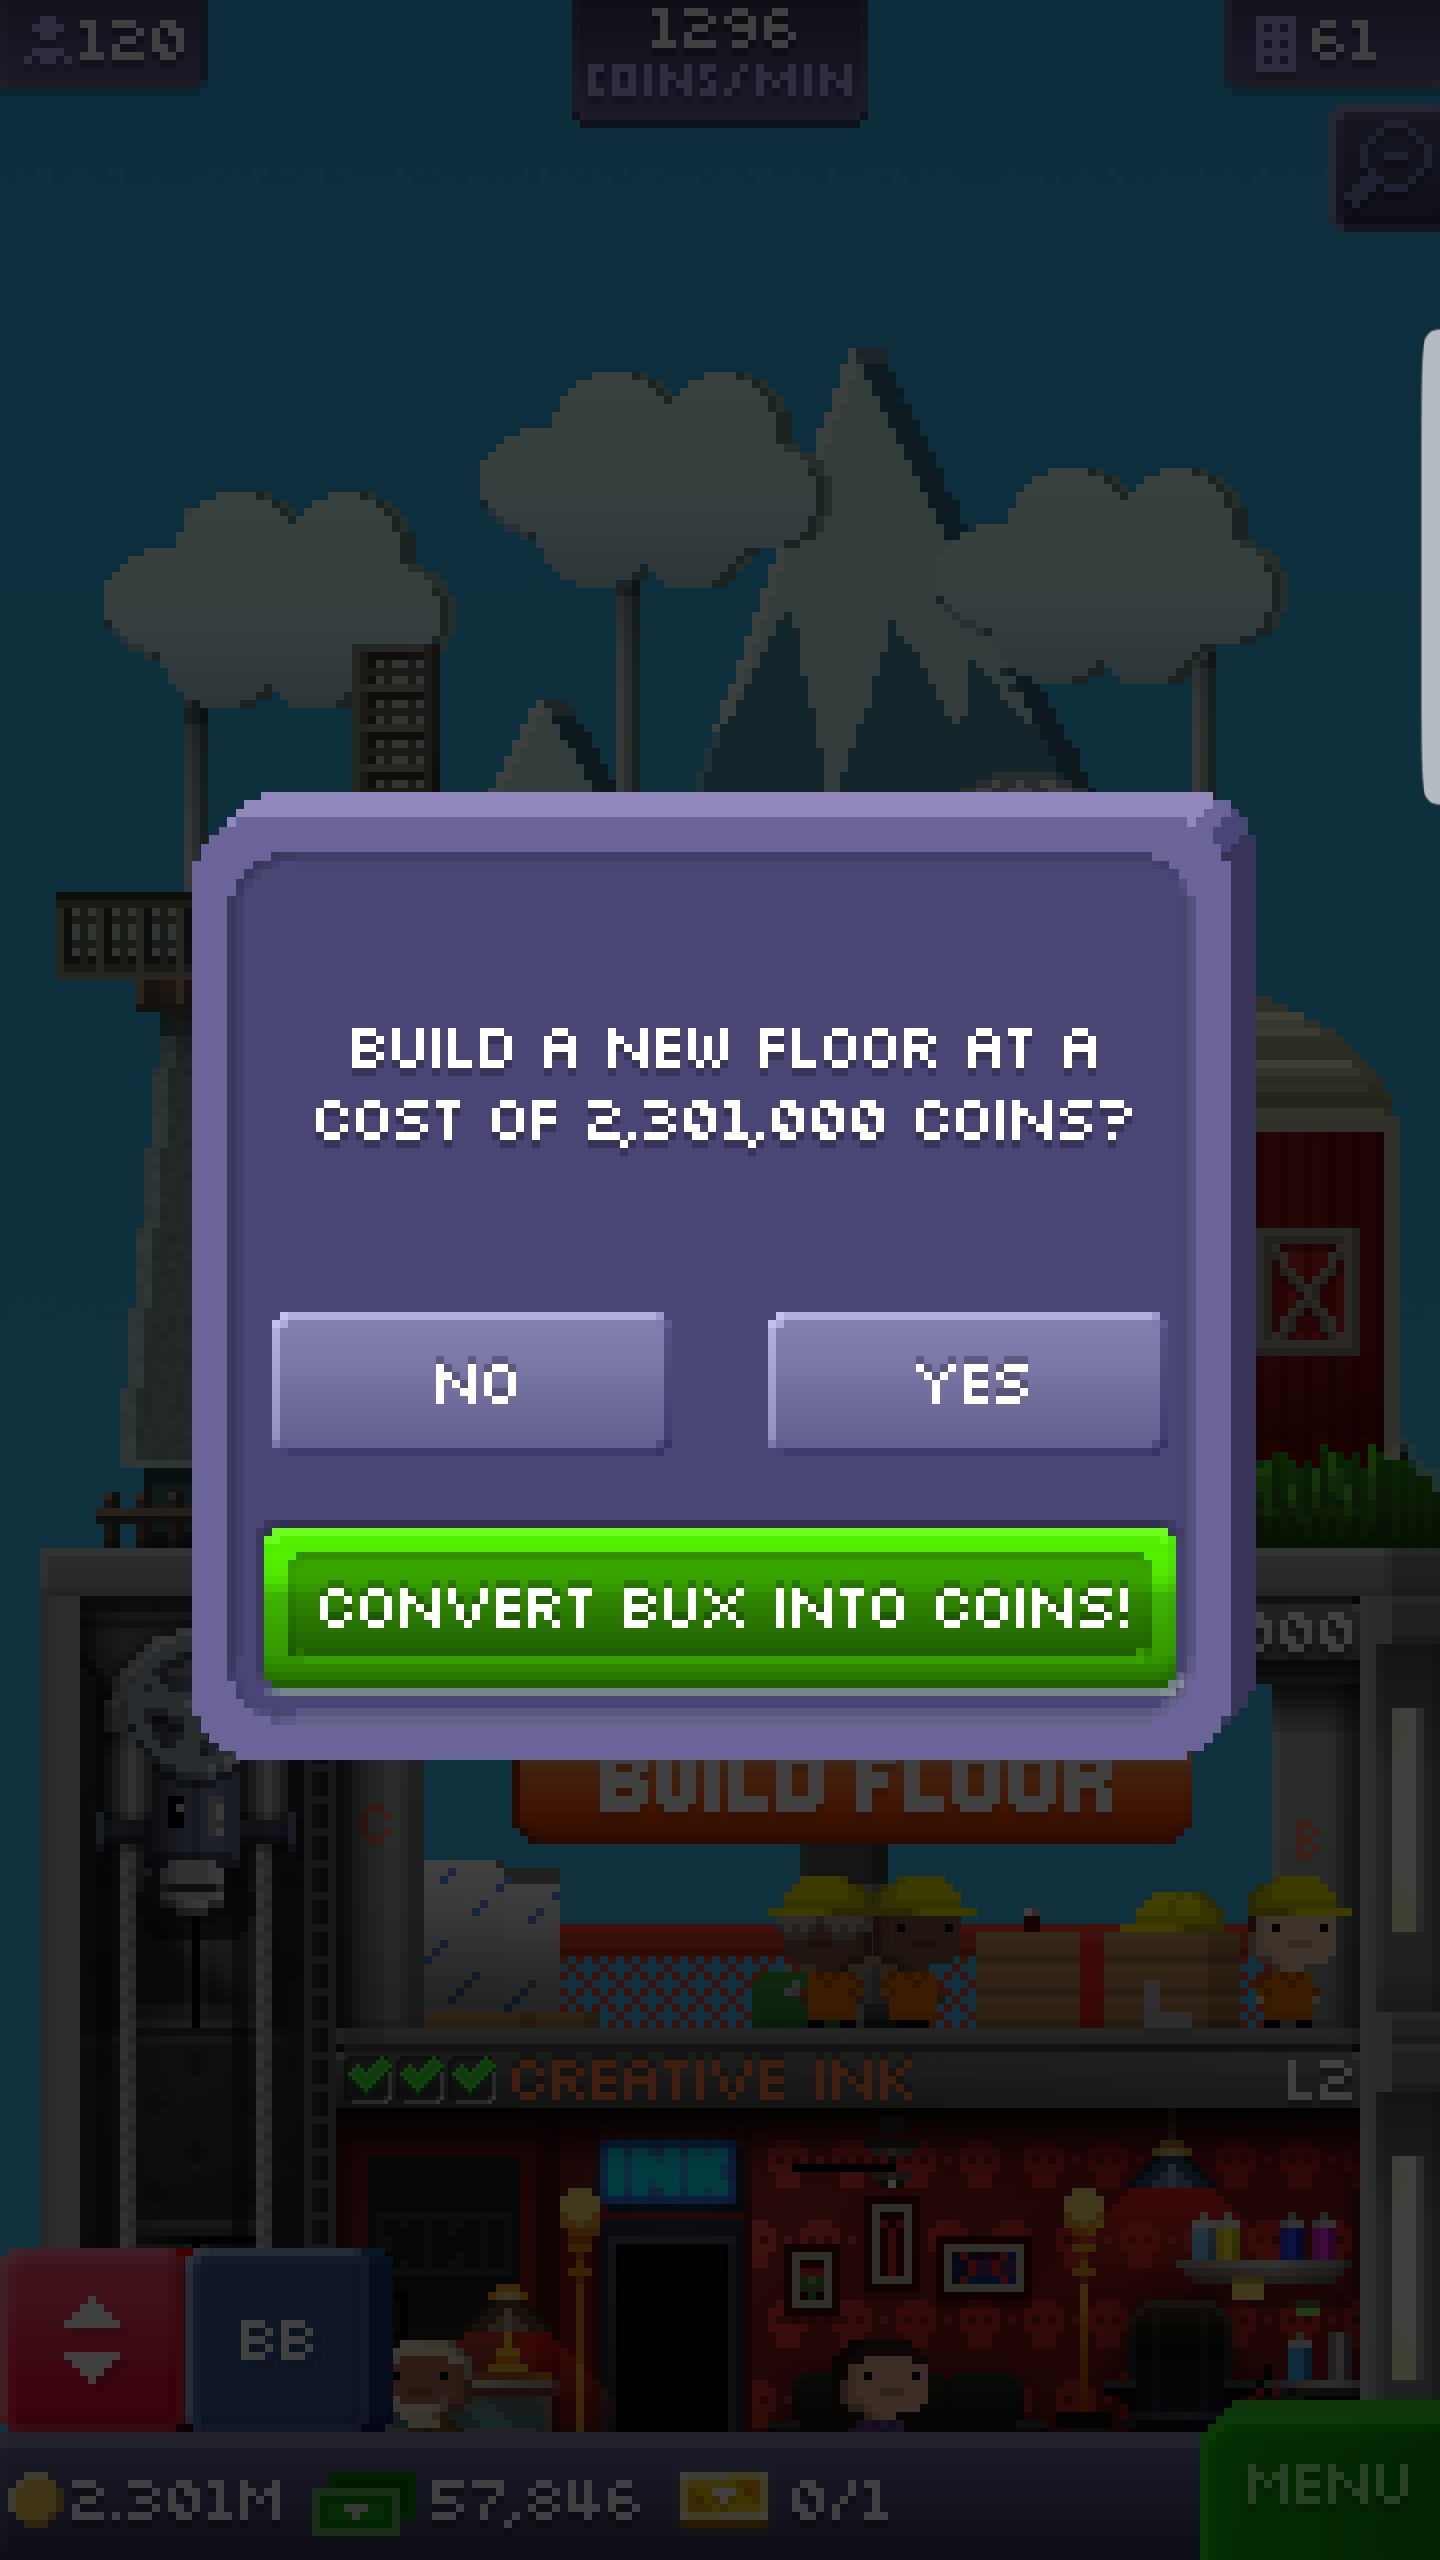 120
1296
COINS/MIN
61
BUILD A NEW FLOOR AT A
COST OF 2,301,000 COINS?
NO
YES
CONVERT BUX INTO COINS!
000
BUILD FLOOR
C
B
CREATIVE INK
L2
INK
BB
2.301M
57,846
0/1
MENU